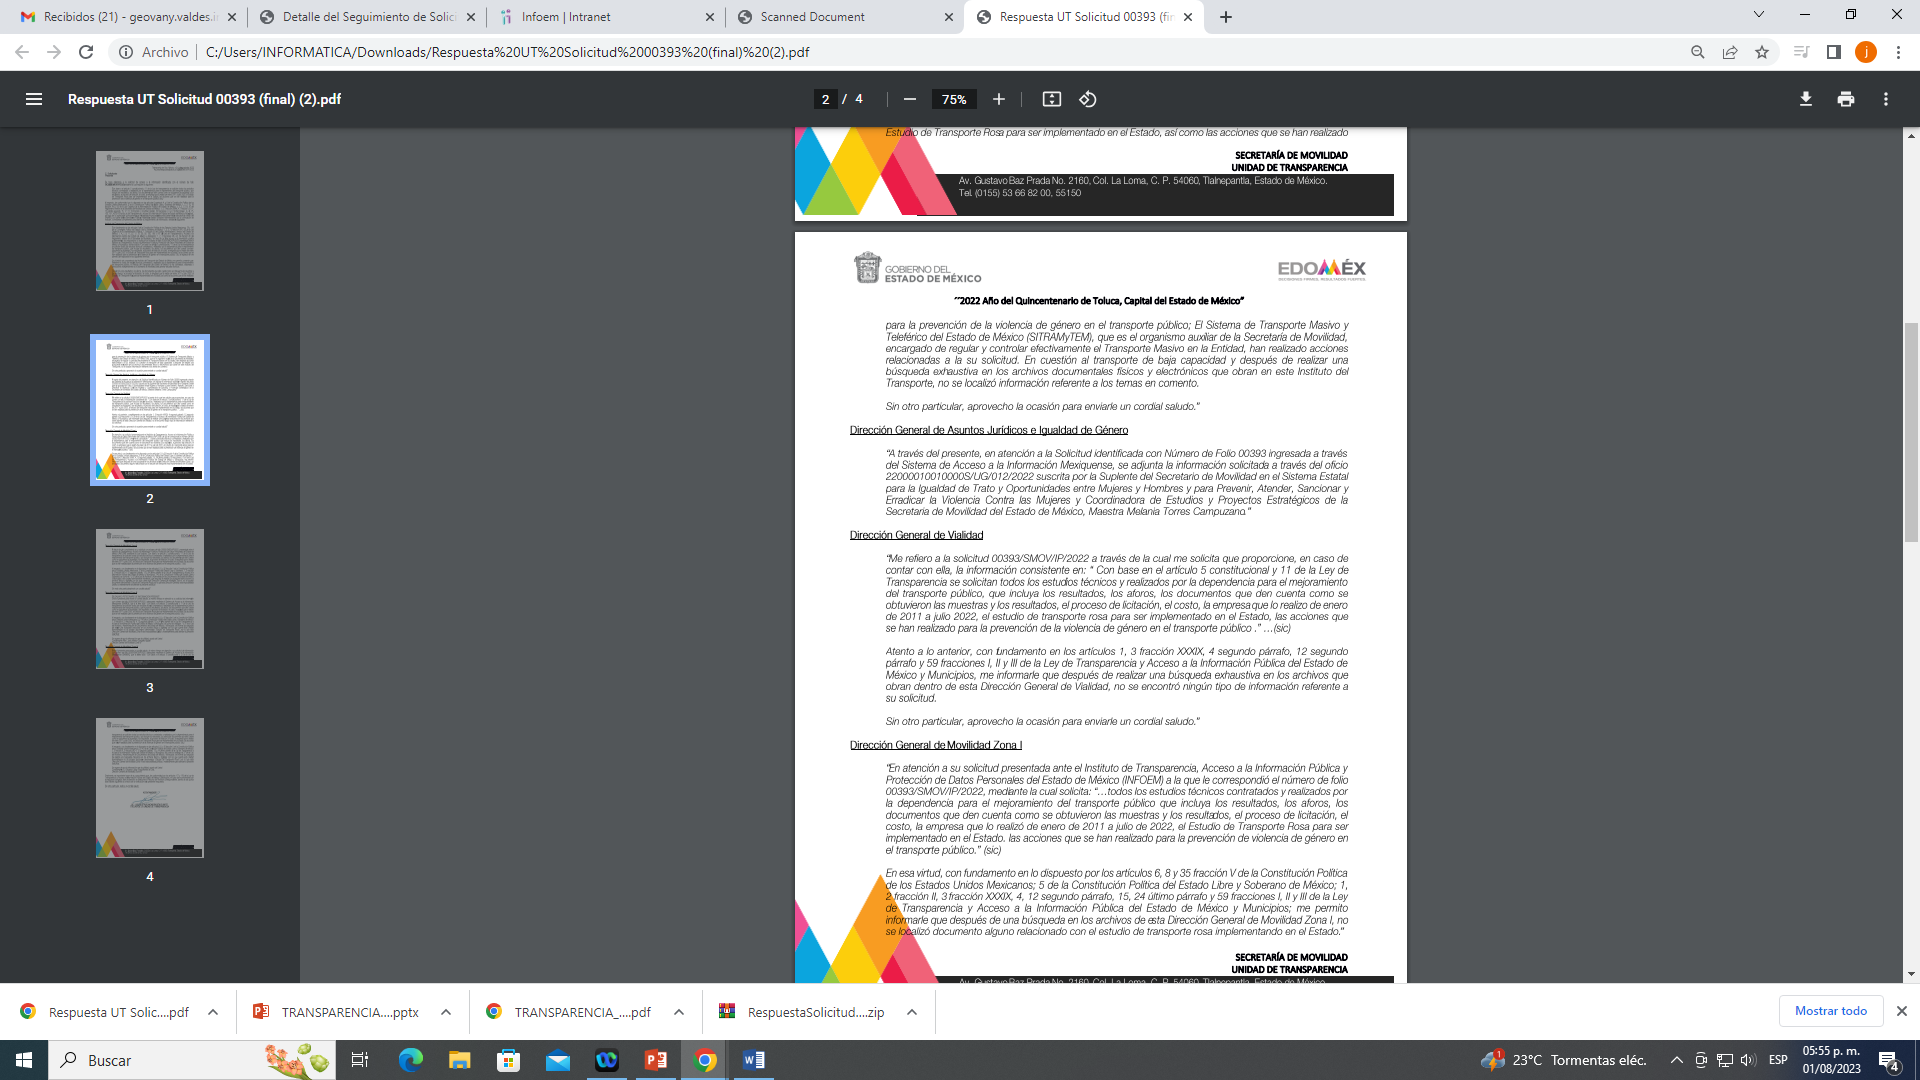 Recibidos (21) - geovany.valdes.i
Detalle del Seguimiento de Solic
Infoem | Intranet
Scanned Document
Respuesta UT Solicitud 00393 (fir
Archivo
C:/Users/INFORMATICA/Downloads/Respuesta%20UT%20Solicitud%2000393%20(final)%20(2).pdf
j
Respuesta UT Solicitud 00393 (final) (2).pdf
2 / 4
75%
1
2
3
4
Estudio de Transporte Rosa para ser implementado en el Estado, así como las acciones que se han realizado
SECRETARÍA DE MOVILIDAD
UNIDAD DE TRANSPARENCIA
Av. Gustavo Baz Prada No. 2160, Col. La Loma, C. P. 54060, Tlalnepantla, Estado de México.
Tel. (0155) 53 66 82 00, 55150
GOBIERNO DEL
ESTADO DE MÉXICO
EDOMÉX
DECISIONES FIRMES, RESULTADOS FUERTES.
´´2022 Año del Quincentenario de Toluca, Capital del Estado de México”
para la prevención de la violencia de género en el transporte público; El Sistema de Transporte Masivo y
Teleférico del Estado de México (SITRAMyTEM), que es el organismo auxiliar de la Secretaría de Movilidad,
encargado de regular y controlar efectivamente el Transporte Masivo en la Entidad, han realizado acciones
relacionadas a la su solicitud. En cuestión al transporte de baja capacidad y después de realizar una
búsqueda exhaustiva en los archivos documentales físicos y electrónicos que obran en este Instituto del
Transporte, no se localizó información referente a los temas en comento.
Sin otro particular, aprovecho la ocasión para enviarle un cordial saludo.”
Dirección General de Asuntos Jurídicos e Igualdad de Género
“A través del presente, en atención a la Solicitud identificada con Número de Folio 00393 ingresada a través
del Sistema de Acceso a la Información Mexiquense, se adjunta la información solicitada a través del oficio
22000010010000S/UG/012/2022 suscrita por la Suplente del Secretario de Movilidad en el Sistema Estatal
para la Igualdad de Trato y Oportunidades entre Mujeres y Hombres y para Prevenir, Atender, Sancionar y
Erradicar la Violencia Contra las Mujeres y Coordinadora de Estudios y Proyectos Estratégicos de la
Secretaría de Movilidad del Estado de México, Maestra Melania Torres Campuzano.”
Dirección General de Vialidad
“Me refiero a la solicitud 00393/SMOV/IP/2022 a través de la cual me solicita que proporcione, en caso de
contar con ella, la información consistente en: “ Con base en el artículo 5 constitucional y 11 de la Ley de
Transparencia se solicitan todos los estudios técnicos y realizados por la dependencia para el mejoramiento
del transporte público, que incluya los resultados, los aforos, los documentos que den cuenta como se
obtuvieron las muestras y los resultados, el proceso de licitación, el costo, la empresa que lo realizo de enero
de 2011 a julio 2022, el estudio de transporte rosa para ser implementado en el Estado, las acciones que
se han realizado para la prevención de la violencia de género en el transporte público .” …(sic)
Atento a lo anterior, con fundamento en los artículos 1, 3 fracción XXXIX, 4 segundo párrafo, 12 segundo
párrafo y 59 fracciones I, II y III de la Ley de Transparencia y Acceso a la Información Pública del Estado de
México y Municipios, me informarle que después de realizar una búsqueda exhaustiva en los archivos que
obran dentro de esta Dirección General de Vialidad, no se encontró ningún tipo de información referente a
su solicitud.
Sin otro particular, aprovecho la ocasión para enviarle un cordial saludo.”
Dirección General de Movilidad Zona I
“En atención a su solicitud presentada ante el Instituto de Transparencia, Acceso a la Información Pública y
Protección de Datos Personales del Estado de México (INFOEM) a la que le correspondió el número de folio
00393/SMOV/IP/2022, mediante la cual solicita: “…todos los estudios técnicos contratados y realizados por
la dependencia para el mejoramiento del transporte público que incluya los resultados, los aforos, los
documentos que den cuenta como se obtuvieron las muestras y los resultados, el proceso de licitación, el
costo, la empresa que lo realizó de enero de 2011 a julio de 2022, el Estudio de Transporte Rosa para ser
implementado en el Estado. las acciones que se han realizado para la prevención de violencia de género en
el transporte público.” (sic)
En esa virtud, con fundamento en lo dispuesto por los artículos 6, 8 y 35 fracción V de la Constitución Política
de los Estados Unidos Mexicanos; 5 de la Constitución Política del Estado Libre y Soberano de México; 1,
2 fracción II, 3 fracción XXXIX, 4, 12 segundo párrafo, 15, 24 último párrafo y 59 fracciones I, II y III de la Ley
de Transparencia y Acceso a la Información Pública del Estado de México y Municipios; me permito
informarle que después de una búsqueda en los archivos de esta Dirección General de Movilidad Zona I, no
se localizó documento alguno relacionado con el estudio de transporte rosa implementando en el Estado.”
SECRETARÍA DE MOVILIDAD
UNIDAD DE TRANSPARENCIA
Av. Gustavo Baz Prada No. 2160, Col. La Loma, C. P. 54060, Tlalnepantla, Estado de México.
Respuesta UT Solic....pdf
TRANSPARENCIA....pptx
TRANSPARENCIA_....pdf
RespuestaSolicitud....zip
Mostrar todo
Buscar
1
23°C Tormentas eléc.
ESP
05:55 p. m.
01/08/2023
4